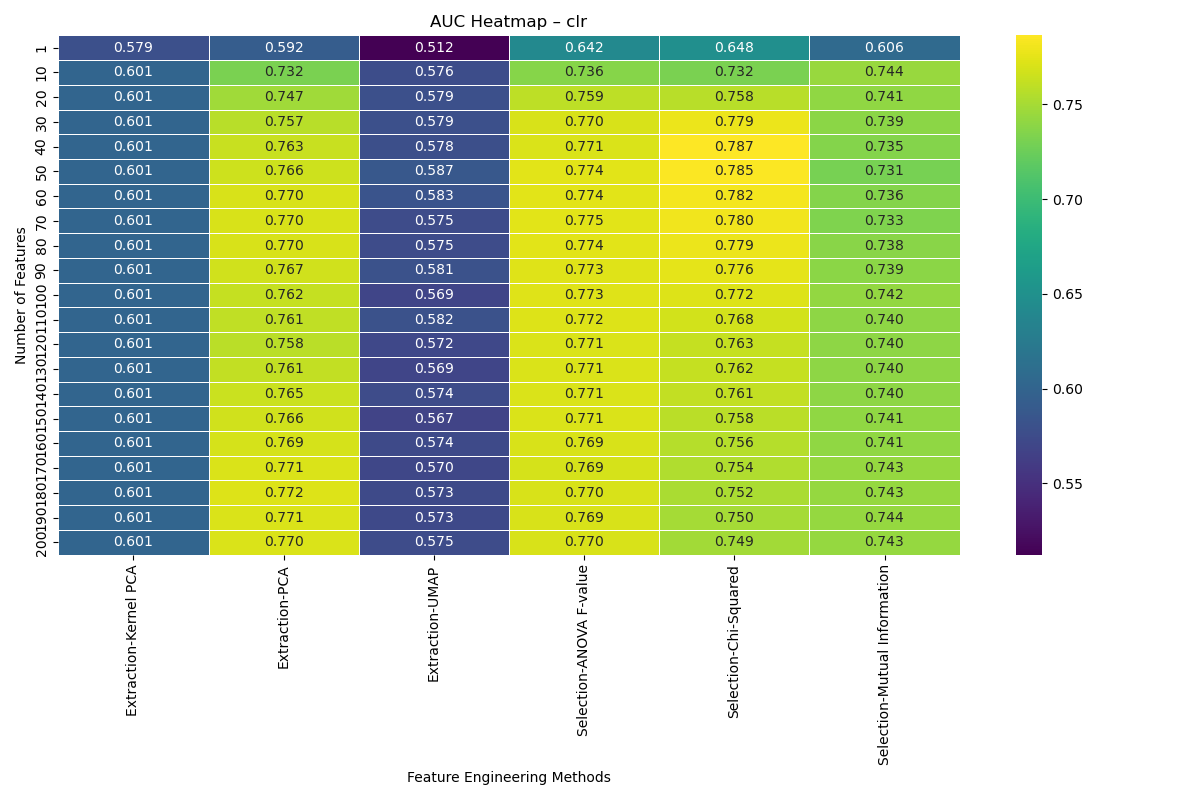 AUC Heatmap – clr
Number of Features
1 0.579 0.592 0.512 0.642 0.648 0.606
10 0.601 0.732 0.576 0.736 0.732 0.744
20 0.601 0.747 0.579 0.759 0.758 0.741
30 0.601 0.757 0.579 0.770 0.779 0.739
40 0.601 0.763 0.578 0.771 0.787 0.735
50 0.601 0.766 0.587 0.774 0.785 0.731
60 0.601 0.770 0.583 0.774 0.782 0.736
70 0.601 0.770 0.575 0.775 0.780 0.733
80 0.601 0.770 0.575 0.774 0.779 0.738
90 0.601 0.767 0.581 0.773 0.776 0.739
100 0.601 0.762 0.569 0.773 0.772 0.742
110 0.601 0.761 0.582 0.772 0.768 0.740
120 0.601 0.758 0.572 0.771 0.763 0.740
130 0.601 0.761 0.569 0.771 0.762 0.740
140 0.601 0.765 0.574 0.771 0.761 0.740
150 0.601 0.766 0.567 0.771 0.758 0.741
160 0.601 0.769 0.574 0.769 0.756 0.741
170 0.601 0.771 0.570 0.769 0.754 0.743
180 0.601 0.772 0.573 0.770 0.752 0.743
190 0.601 0.771 0.573 0.769 0.750 0.744
200 0.601 0.770 0.575 0.770 0.749 0.743
Extraction-Kernel PCA
Extraction-PCA
Extraction-UMAP
Selection-ANOVA F-value
Selection-Chi-Squared
Selection-Mutual Information
Feature Engineering Methods
0.75
0.70
0.65
0.60
0.55